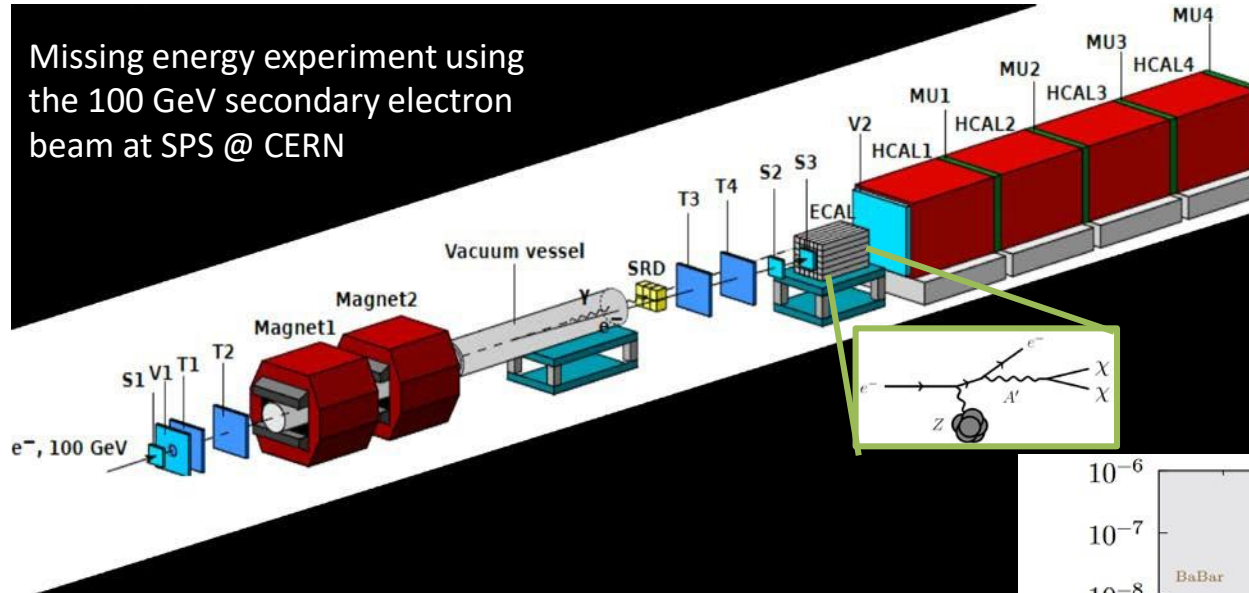 Missing energy experiment using
the 100 GeV secondary electron
beam at SPS @ CERN
MU4
MU3
HCAL4
MU2
HCAL3
MU1
HCAL2
V2
HCAL1
S3
S2
ECAL
T4
T3
SRD
Vacuum vessel
γ
e⁻
Magnet2
Magnet1
T2
T1
V1
S1
e⁻, 100 GeV
e⁻
e⁻
χ
χ
A′
Z
10⁻⁶
10⁻⁷
BaBar
10⁻⁸